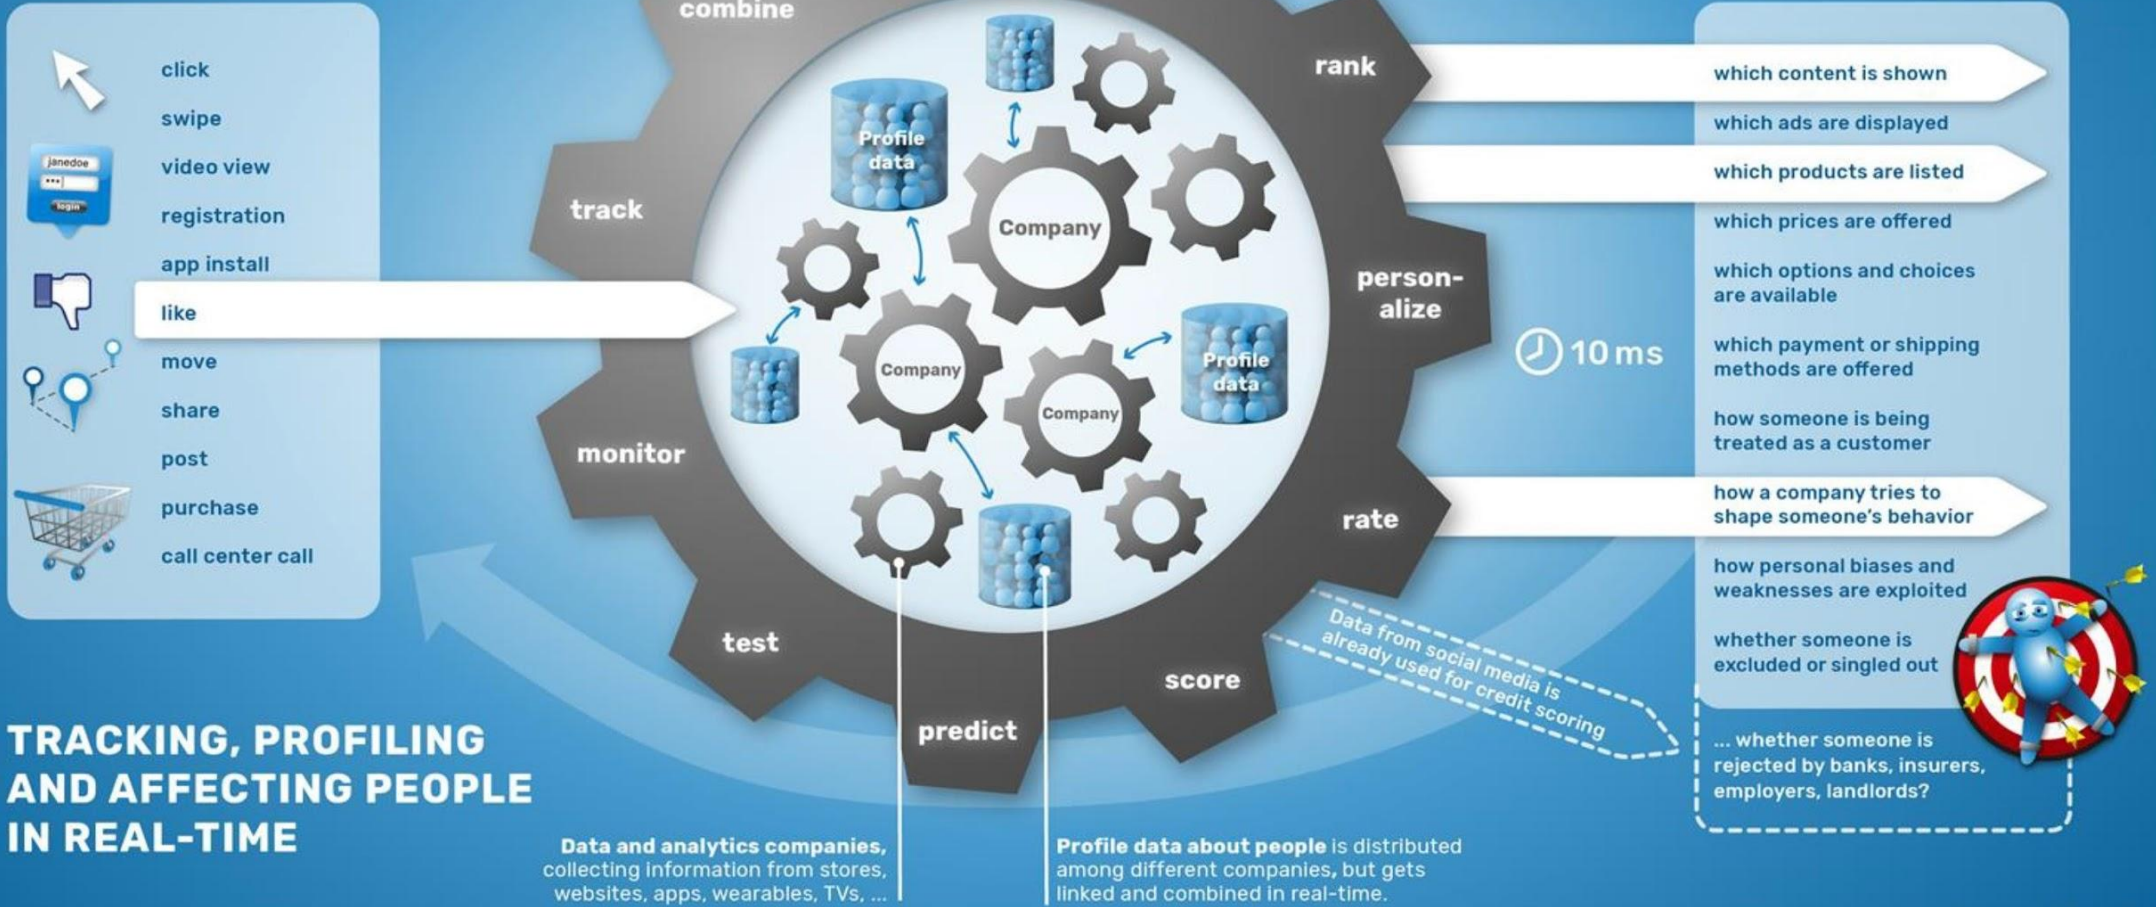 click
swipe
janedoe
•••|
login
video view
registration
app install
like
move
share
post
purchase
call center call
TRACKING, PROFILING
AND AFFECTING PEOPLE
IN REAL-TIME
combine
track
monitor
test
predict
score
rate
person-
alize
rank
Profile
data
Company
Company
Company
Profile
data
10 ms
Data from social media is
already used for credit scoring
Data and analytics companies,
collecting information from stores,
websites, apps, wearables, TVs, ...
Profile data about people is distributed
among different companies, but gets
linked and combined in real-time.
which content is shown
which ads are displayed
which products are listed
which prices are offered
which options and choices
are available
which payment or shipping
methods are offered
how someone is being
treated as a customer
how a company tries to
shape someone's behavior
how personal biases and
weaknesses are exploited
whether someone is
excluded or singled out
... whether someone is
rejected by banks, insurers,
employers, landlords?